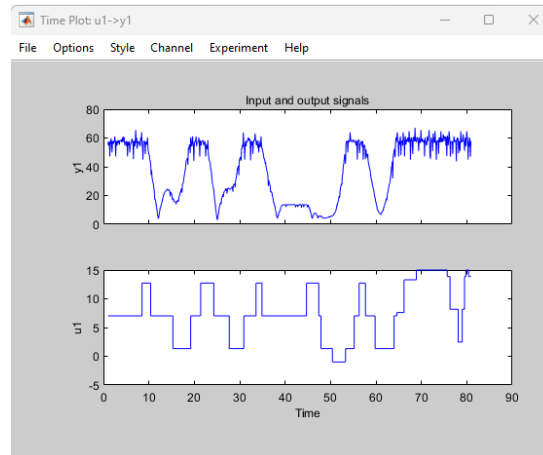 Time Plot: u1->y1
File Options Style Channel Experiment Help
Input and output signals
80
60
40
20
0
y1
15
10
5
0
-5
u1
0 10 20 30 40 50 60 70 80 90
Time